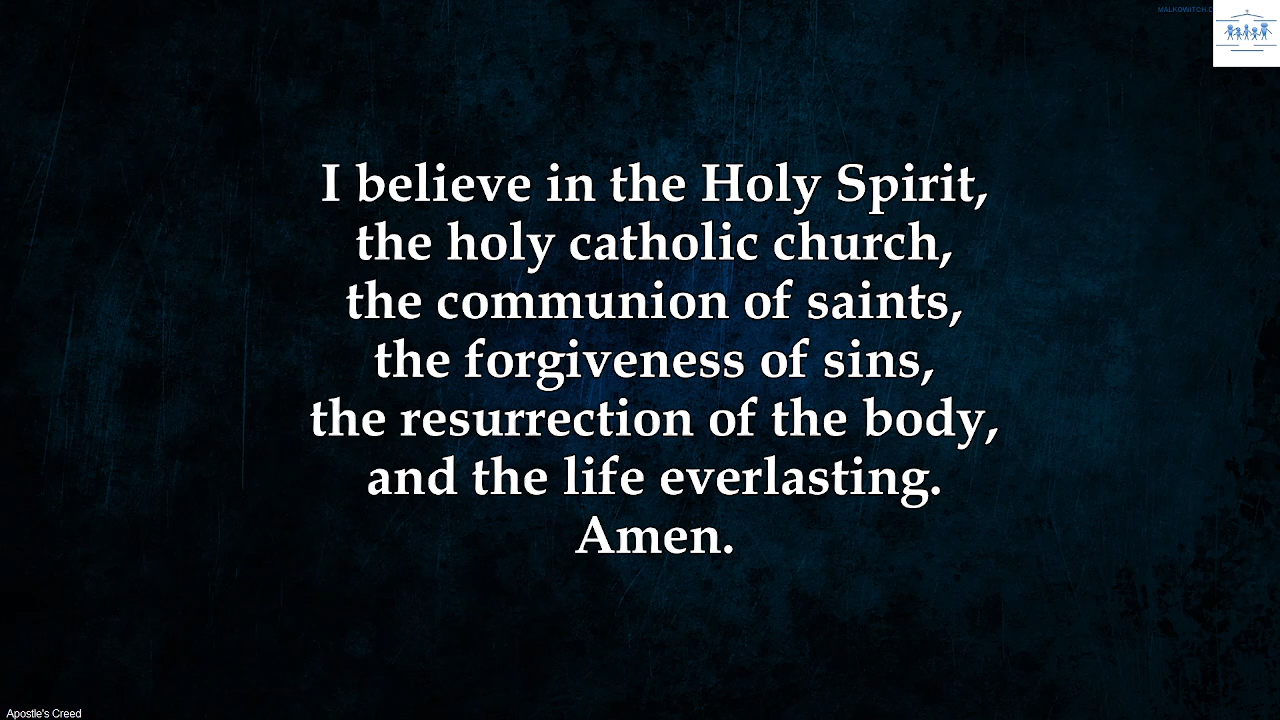 I believe in the Holy Spirit,
the holy catholic church,
the communion of saints,
the forgiveness of sins,
the resurrection of the body,
and the life everlasting.
Amen.
Apostle's Creed